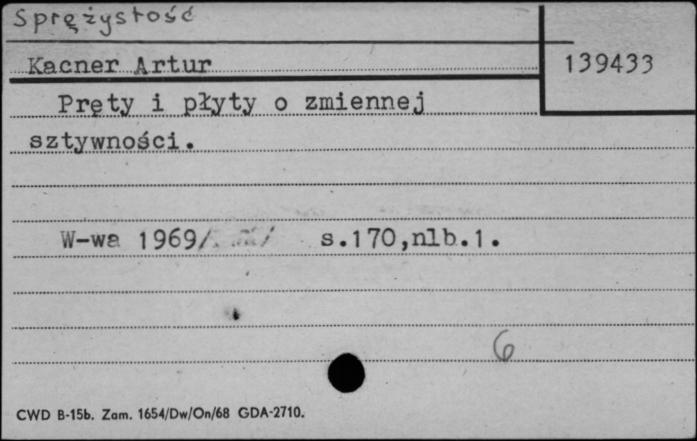 Sprężystość
Kacner Artur
139433
Pręty i płyty o zmiennej
sztywności.
W-wa 1969/ s.170,nlb.1.
6
CWD B-15b. Zam. 1654/Dw/On/68 GDA-2710.